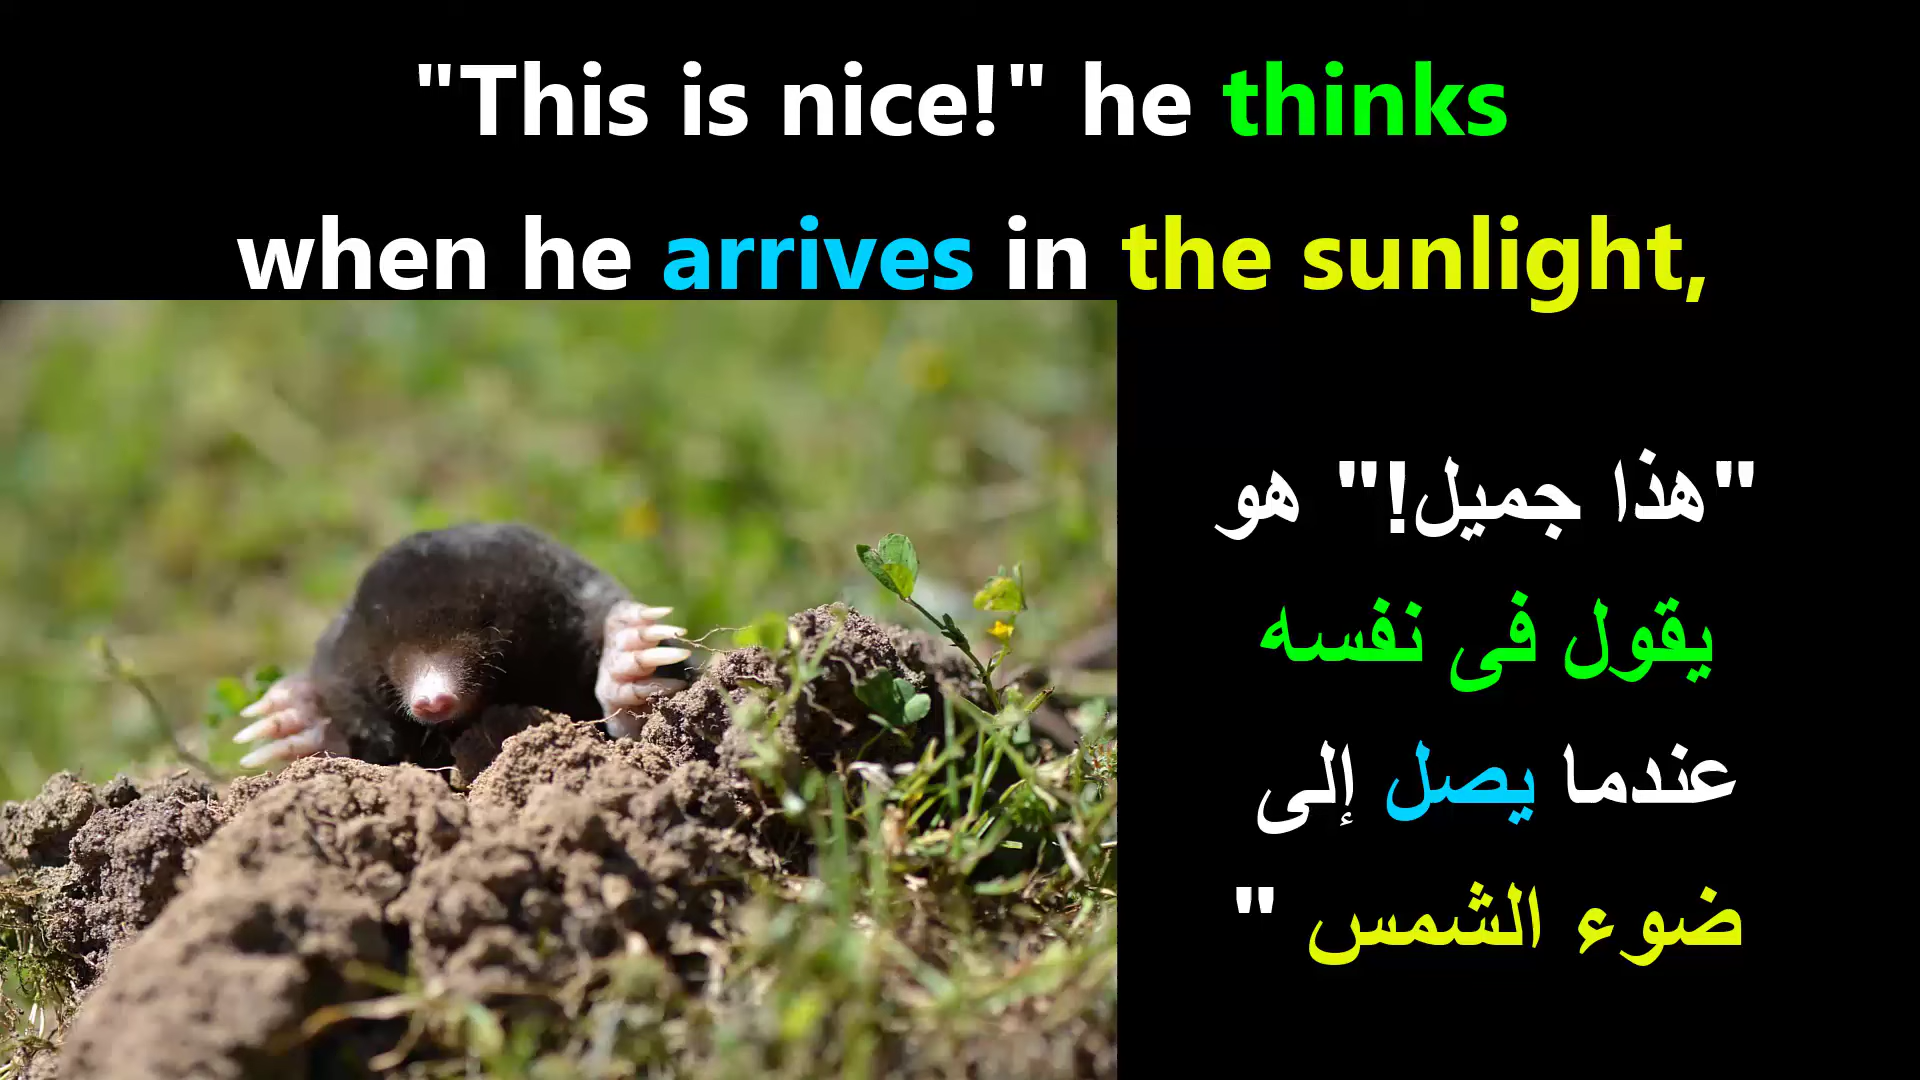 "This is nice!" he thinks
when he arrives in the sunlight,
"هذا جميل!" هو
يقول فى نفسه
عندما يصل إلى
ضوء الشمس "